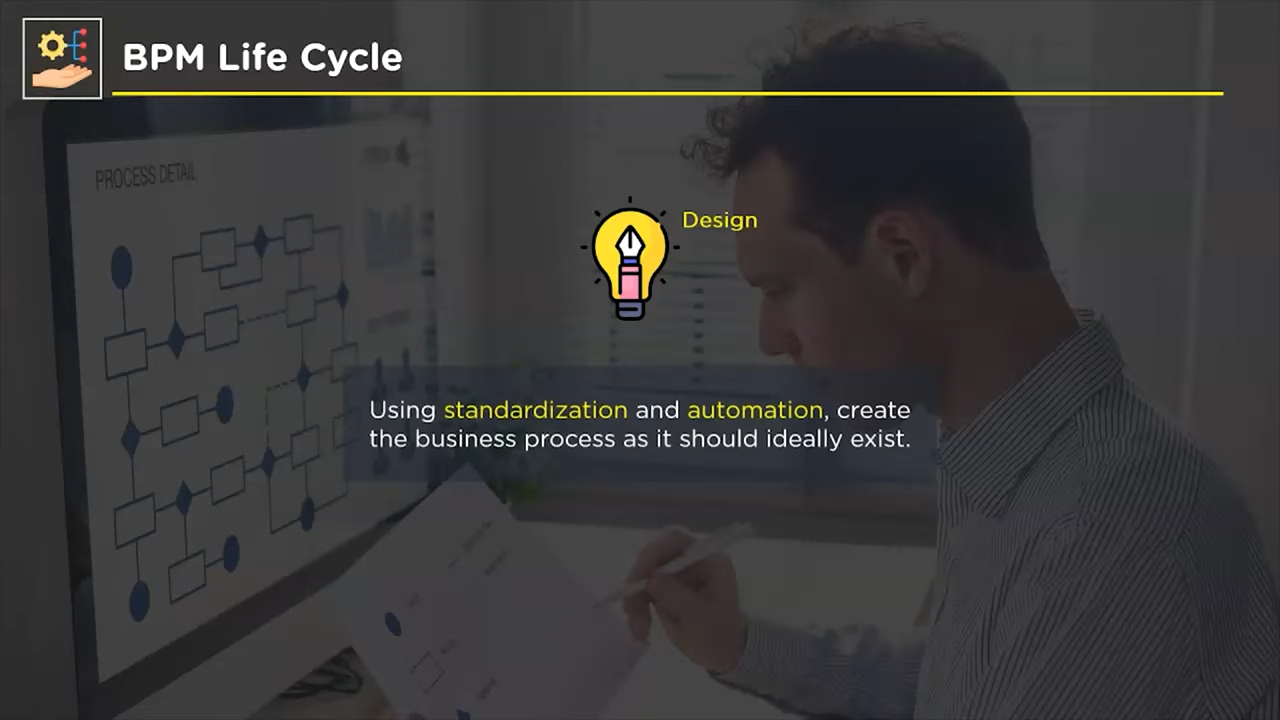 BPM Life Cycle
PROCESS DETAIL
Design
Using standardization and automation, create
the business process as it should ideally exist.